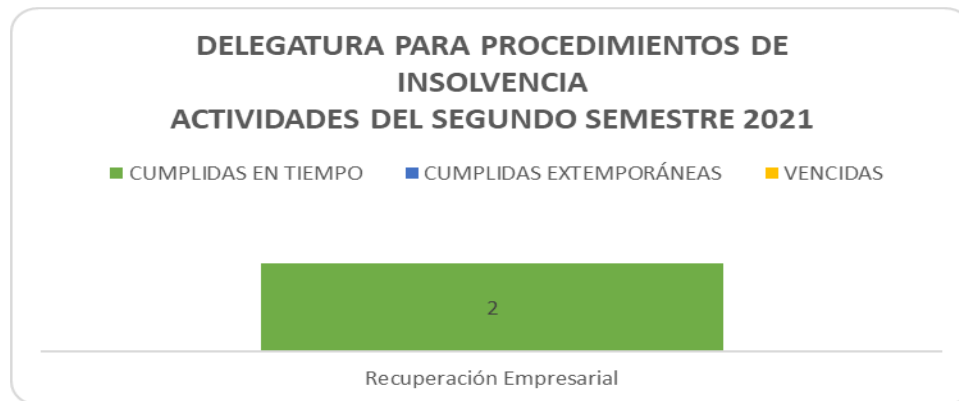 DELEGATURA PARA PROCEDIMIENTOS DE
INSOLVENCIA
ACTIVIDADES DEL SEGUNDO SEMESTRE 2021
CUMPLIDAS EN TIEMPO CUMPLIDAS EXTEMPORÁNEAS VENCIDAS
2
Recuperación Empresarial